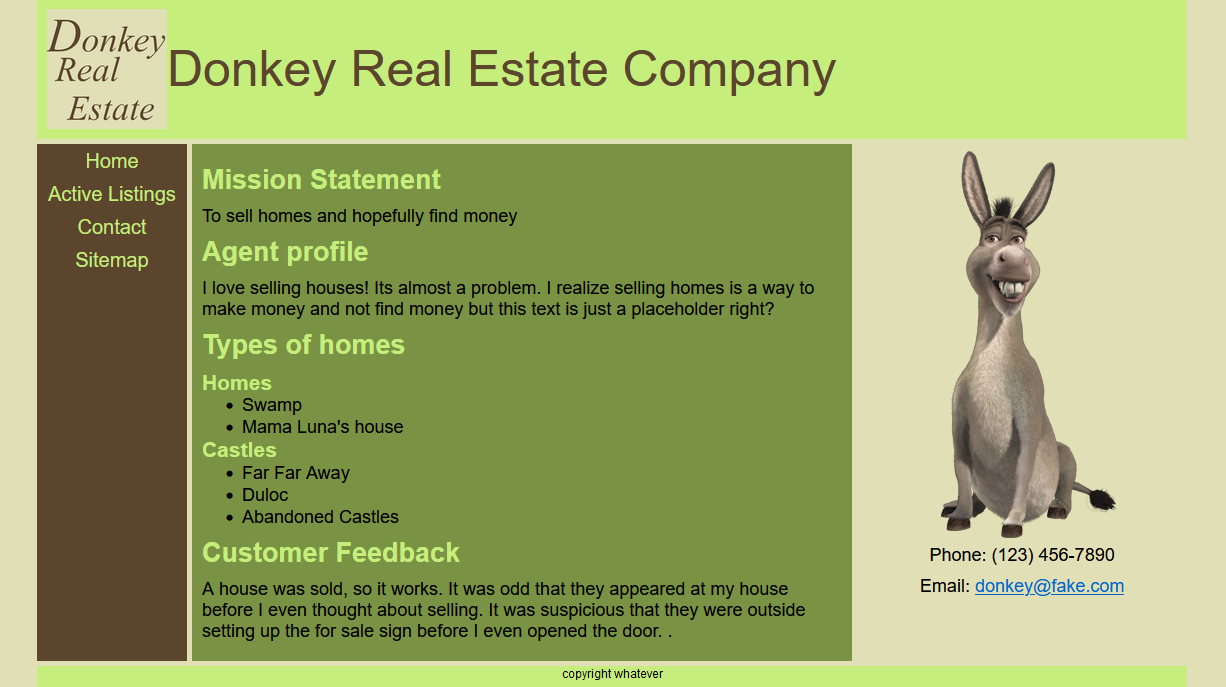 Donkey
Real
Estate
Donkey Real Estate Company
Home
Active Listings
Contact
Sitemap
Mission Statement
To sell homes and hopefully find money
Agent profile
I love selling houses! Its almost a problem. I realize selling homes is a way to
make money and not find money but this text is just a placeholder right?
Types of homes
Homes
• Swamp
• Mama Luna's house
Castles
• Far Far Away
• Duloc
• Abandoned Castles
Customer Feedback
A house was sold, so it works. It was odd that they appeared at my house
before I even thought about selling. It was suspicious that they were outside
setting up the for sale sign before I even opened the door. .
Phone: (123) 456-7890
Email: donkey@fake.com
copyright whatever